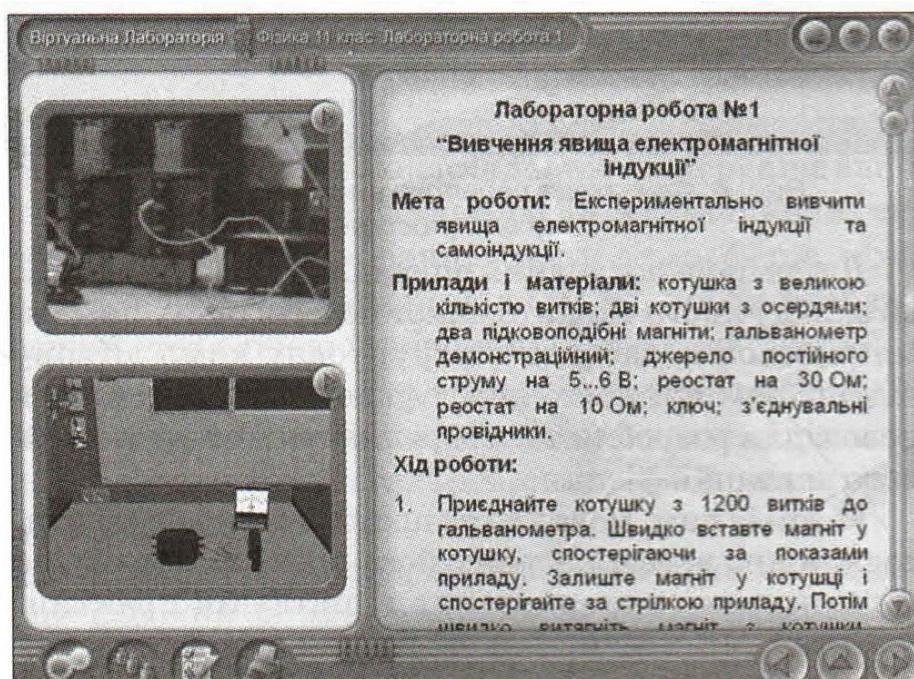 Віртуальна Лабораторія
Фізика 11 клас. Лабораторна робота 1
Лабораторна робота №1
“Вивчення явища електромагнітної
індукції”
Мета роботи: Експериментально вивчити
явища електромагнітної індукції та
самоіндукції.
Прилади і матеріали: котушка з великою
кількістю витків; дві котушки з осердями;
два підковоподібні магніти; гальванометр
демонстраційний; джерело постійного
струму на 5...6 В; реостат на 30 Ом;
реостат на 10 Ом; ключ; з'єднувальні
провідники.
Хід роботи:
1. Приєднайте котушку з 1200 витків до
гальванометра. Швидко вставте магніт у
котушку, спостерігаючи за показами
приладу. Залиште магніт у котушці і
спостерігайте за стрілкою приладу. Потім
швидко витягніть магніт з котушки,